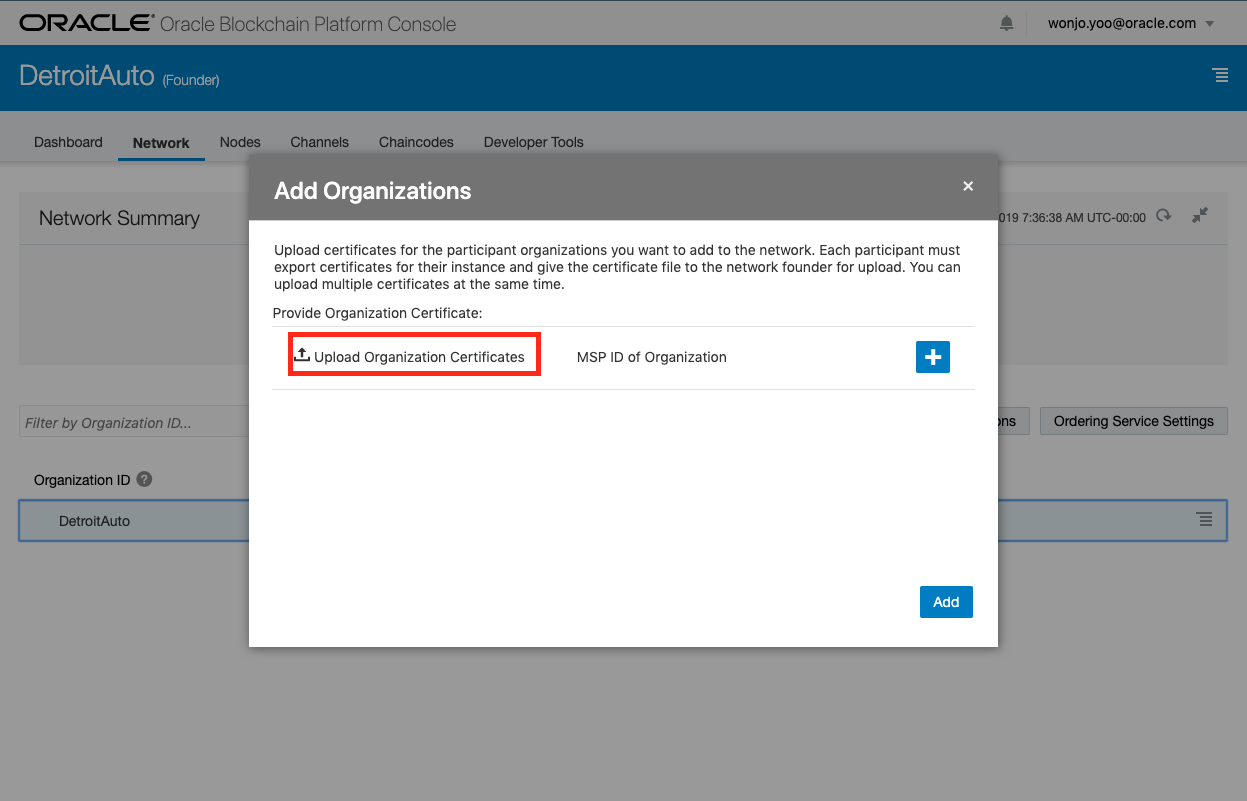 ORACLE Oracle Blockchain Platform Console
wonjo.yoo@oracle.com
DetroitAuto (Founder)
Dashboard Network Nodes Channels Chaincodes Developer Tools
Add Organizations
Network Summary
7:36:38 AM UTC-00:00
Upload certificates for the participant organizations you want to add to the network. Each participant must
export certificates for their instance and give the certificate file to the network founder for upload. You can
upload multiple certificates at the same time.
Provide Organization Certificate:
Upload Organization Certificates MSP ID of Organization
Filter by Organization ID...
Ordering Service Settings
Organization ID
DetroitAuto
Add